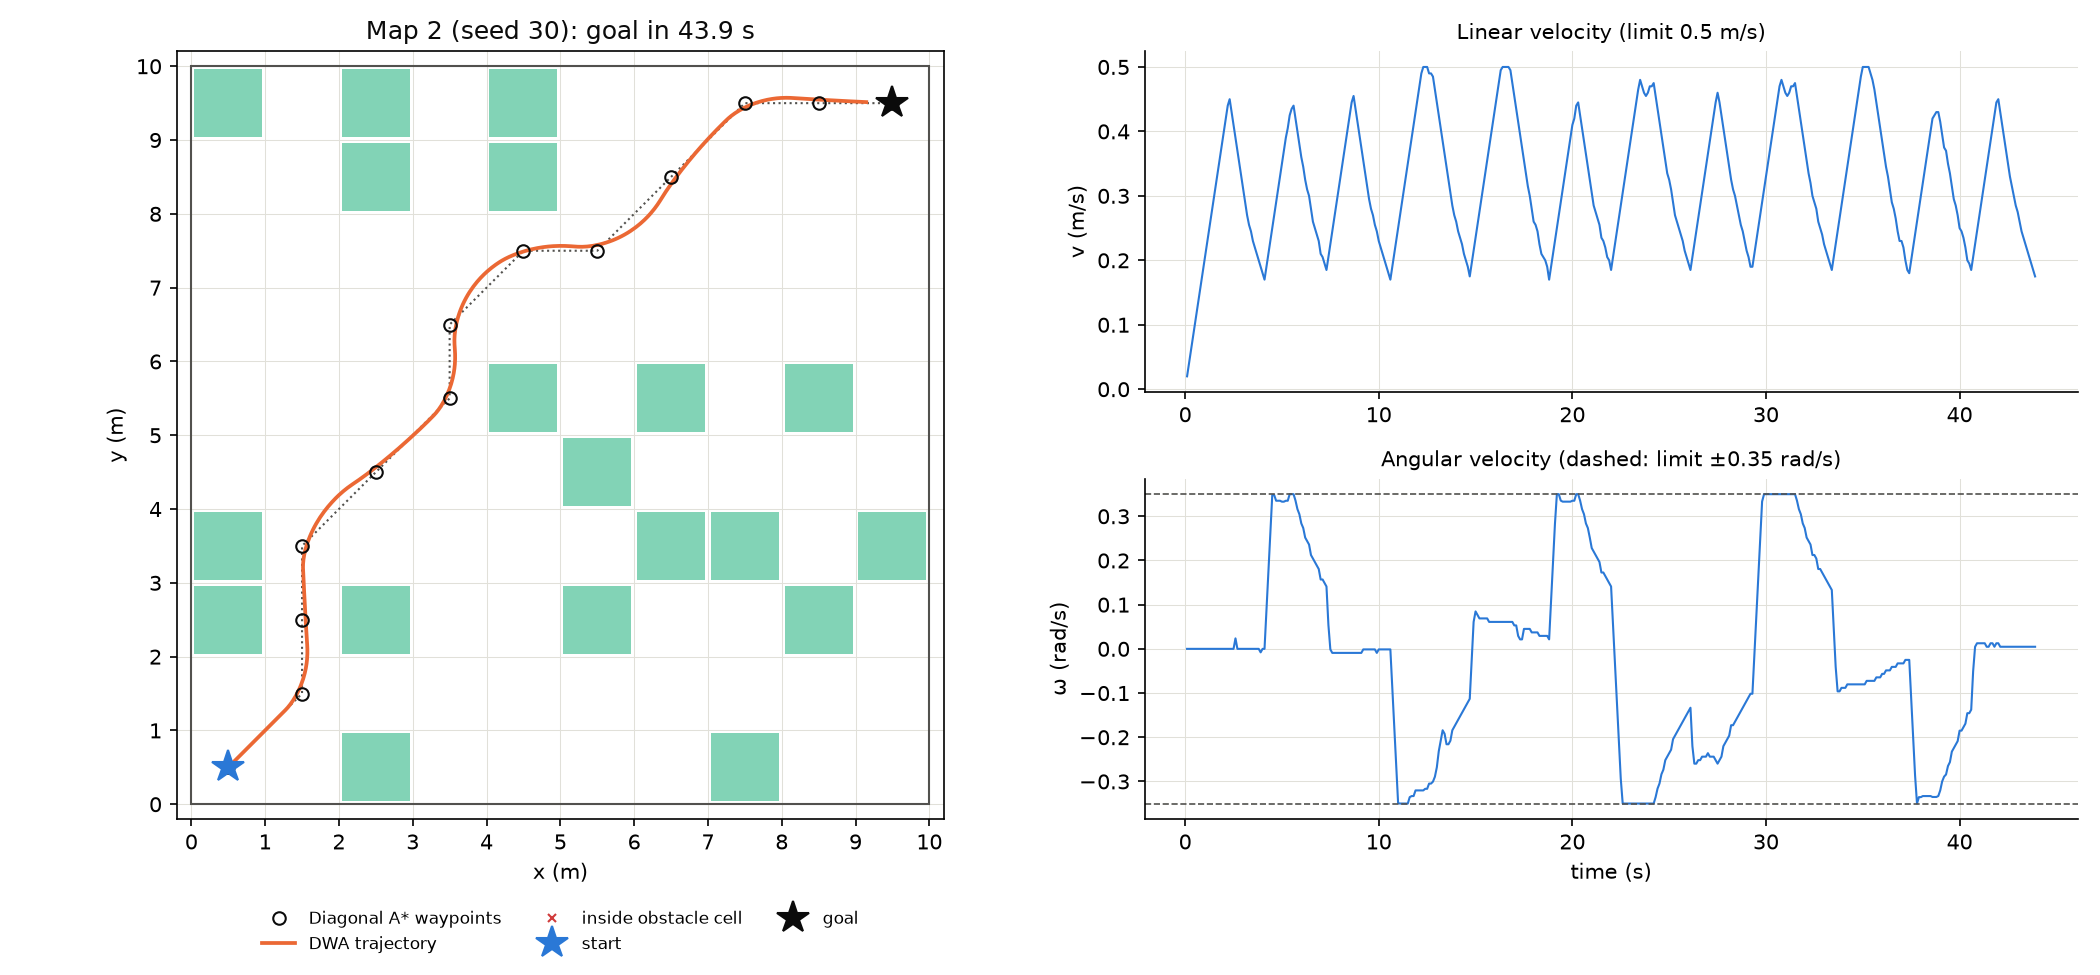 Map 2 (seed 30): goal in 43.9 s
10
9
8
7
6
5
4
3
2
1
0
y (m)
0 1 2 3 4 5 6 7 8 9 10
x (m)
Diagonal A* waypoints
DWA trajectory
inside obstacle cell
start
goal
Linear velocity (limit 0.5 m/s)
0.5
0.4
0.3
0.2
0.1
0.0
v (m/s)
0 10 20 30 40
Angular velocity (dashed: limit ±0.35 rad/s)
0.3
0.2
0.1
0.0
−0.1
−0.2
−0.3
ω (rad/s)
0 10 20 30 40
time (s)